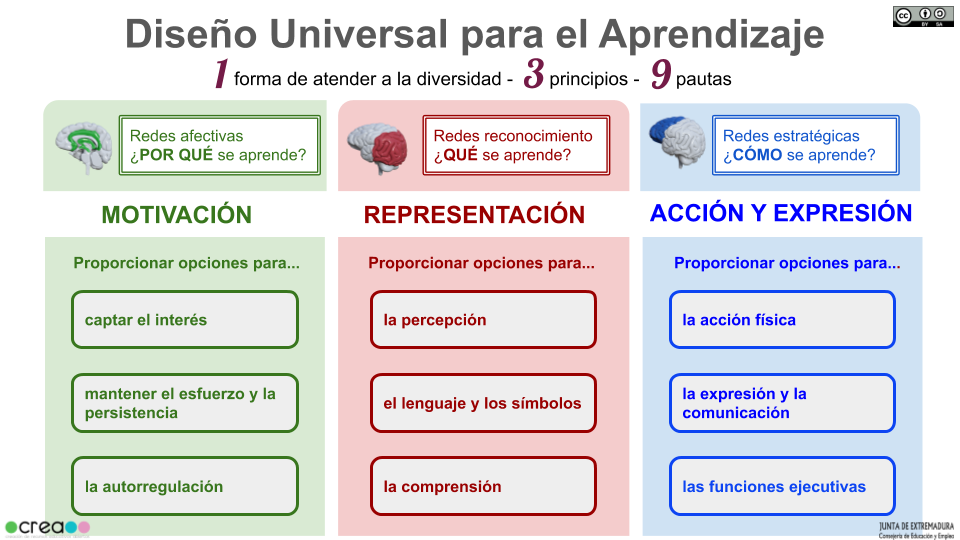 Diseño Universal para el Aprendizaje
1 forma de atender a la diversidad - 3 principios - 9 pautas
Redes afectivas
¿POR QUÉ se aprende?
MOTIVACIÓN
Proporcionar opciones para...
captar el interés
mantener el esfuerzo y la
persistencia
la autorregulación
Redes reconocimiento
¿QUÉ se aprende?
REPRESENTACIÓN
Proporcionar opciones para...
la percepción
el lenguaje y los símbolos
la comprensión
Redes estratégicas
¿CÓMO se aprende?
ACCIÓN Y EXPRESIÓN
Proporcionar opciones para...
la acción física
la expresión y la
comunicación
las funciones ejecutivas
cc
BY SA
crea
JUNTA DE EXTREMADURA
Consejería de Educación y Empleo